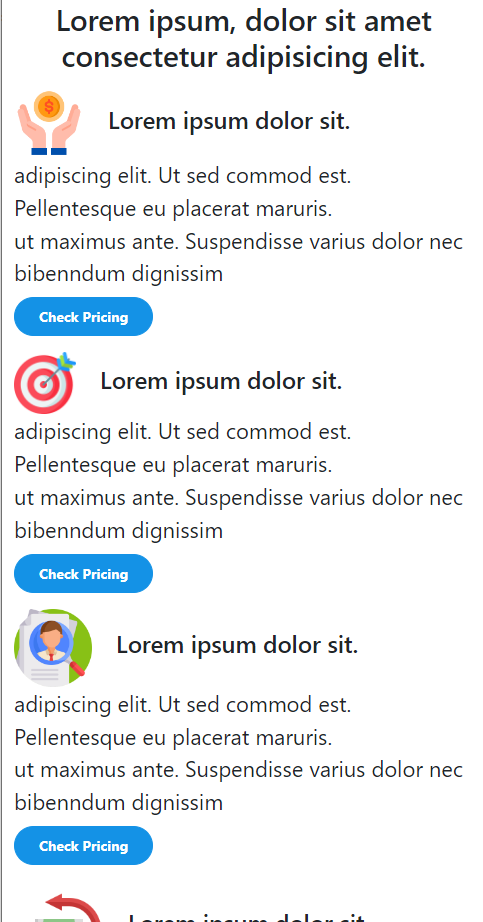 Lorem ipsum, dolor sit amet
consectetur adipisicing elit.
Lorem ipsum dolor sit.
adipiscing elit. Ut sed commod est.
Pellentesque eu placerat maruris.
ut maximus ante. Suspendisse varius dolor nec
bibenndum dignissim
Check Pricing
Lorem ipsum dolor sit.
adipiscing elit. Ut sed commod est.
Pellentesque eu placerat maruris.
ut maximus ante. Suspendisse varius dolor nec
bibenndum dignissim
Check Pricing
Lorem ipsum dolor sit.
adipiscing elit. Ut sed commod est.
Pellentesque eu placerat maruris.
ut maximus ante. Suspendisse varius dolor nec
bibenndum dignissim
Check Pricing
Lorem ipsum dolor sit.